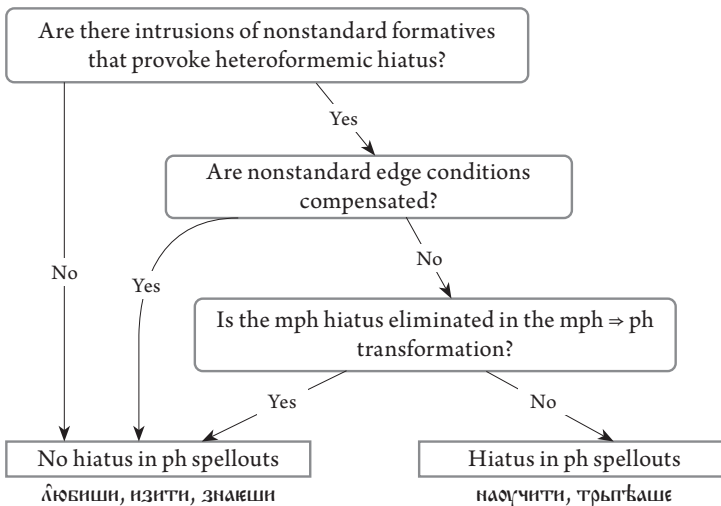 Are there intrusions of nonstandard formatives
that provoke heteroformemic hiatus?
Yes
Are nonstandard edge conditions
compensated?
No
Yes
No
Is the mph hiatus eliminated in the mph ⇒ ph
transformation?
Yes
No
No hiatus in ph spellouts
Hiatus in ph spellouts
л҄юбиши, изити, знаѥши
наоучити, трьпѣаше